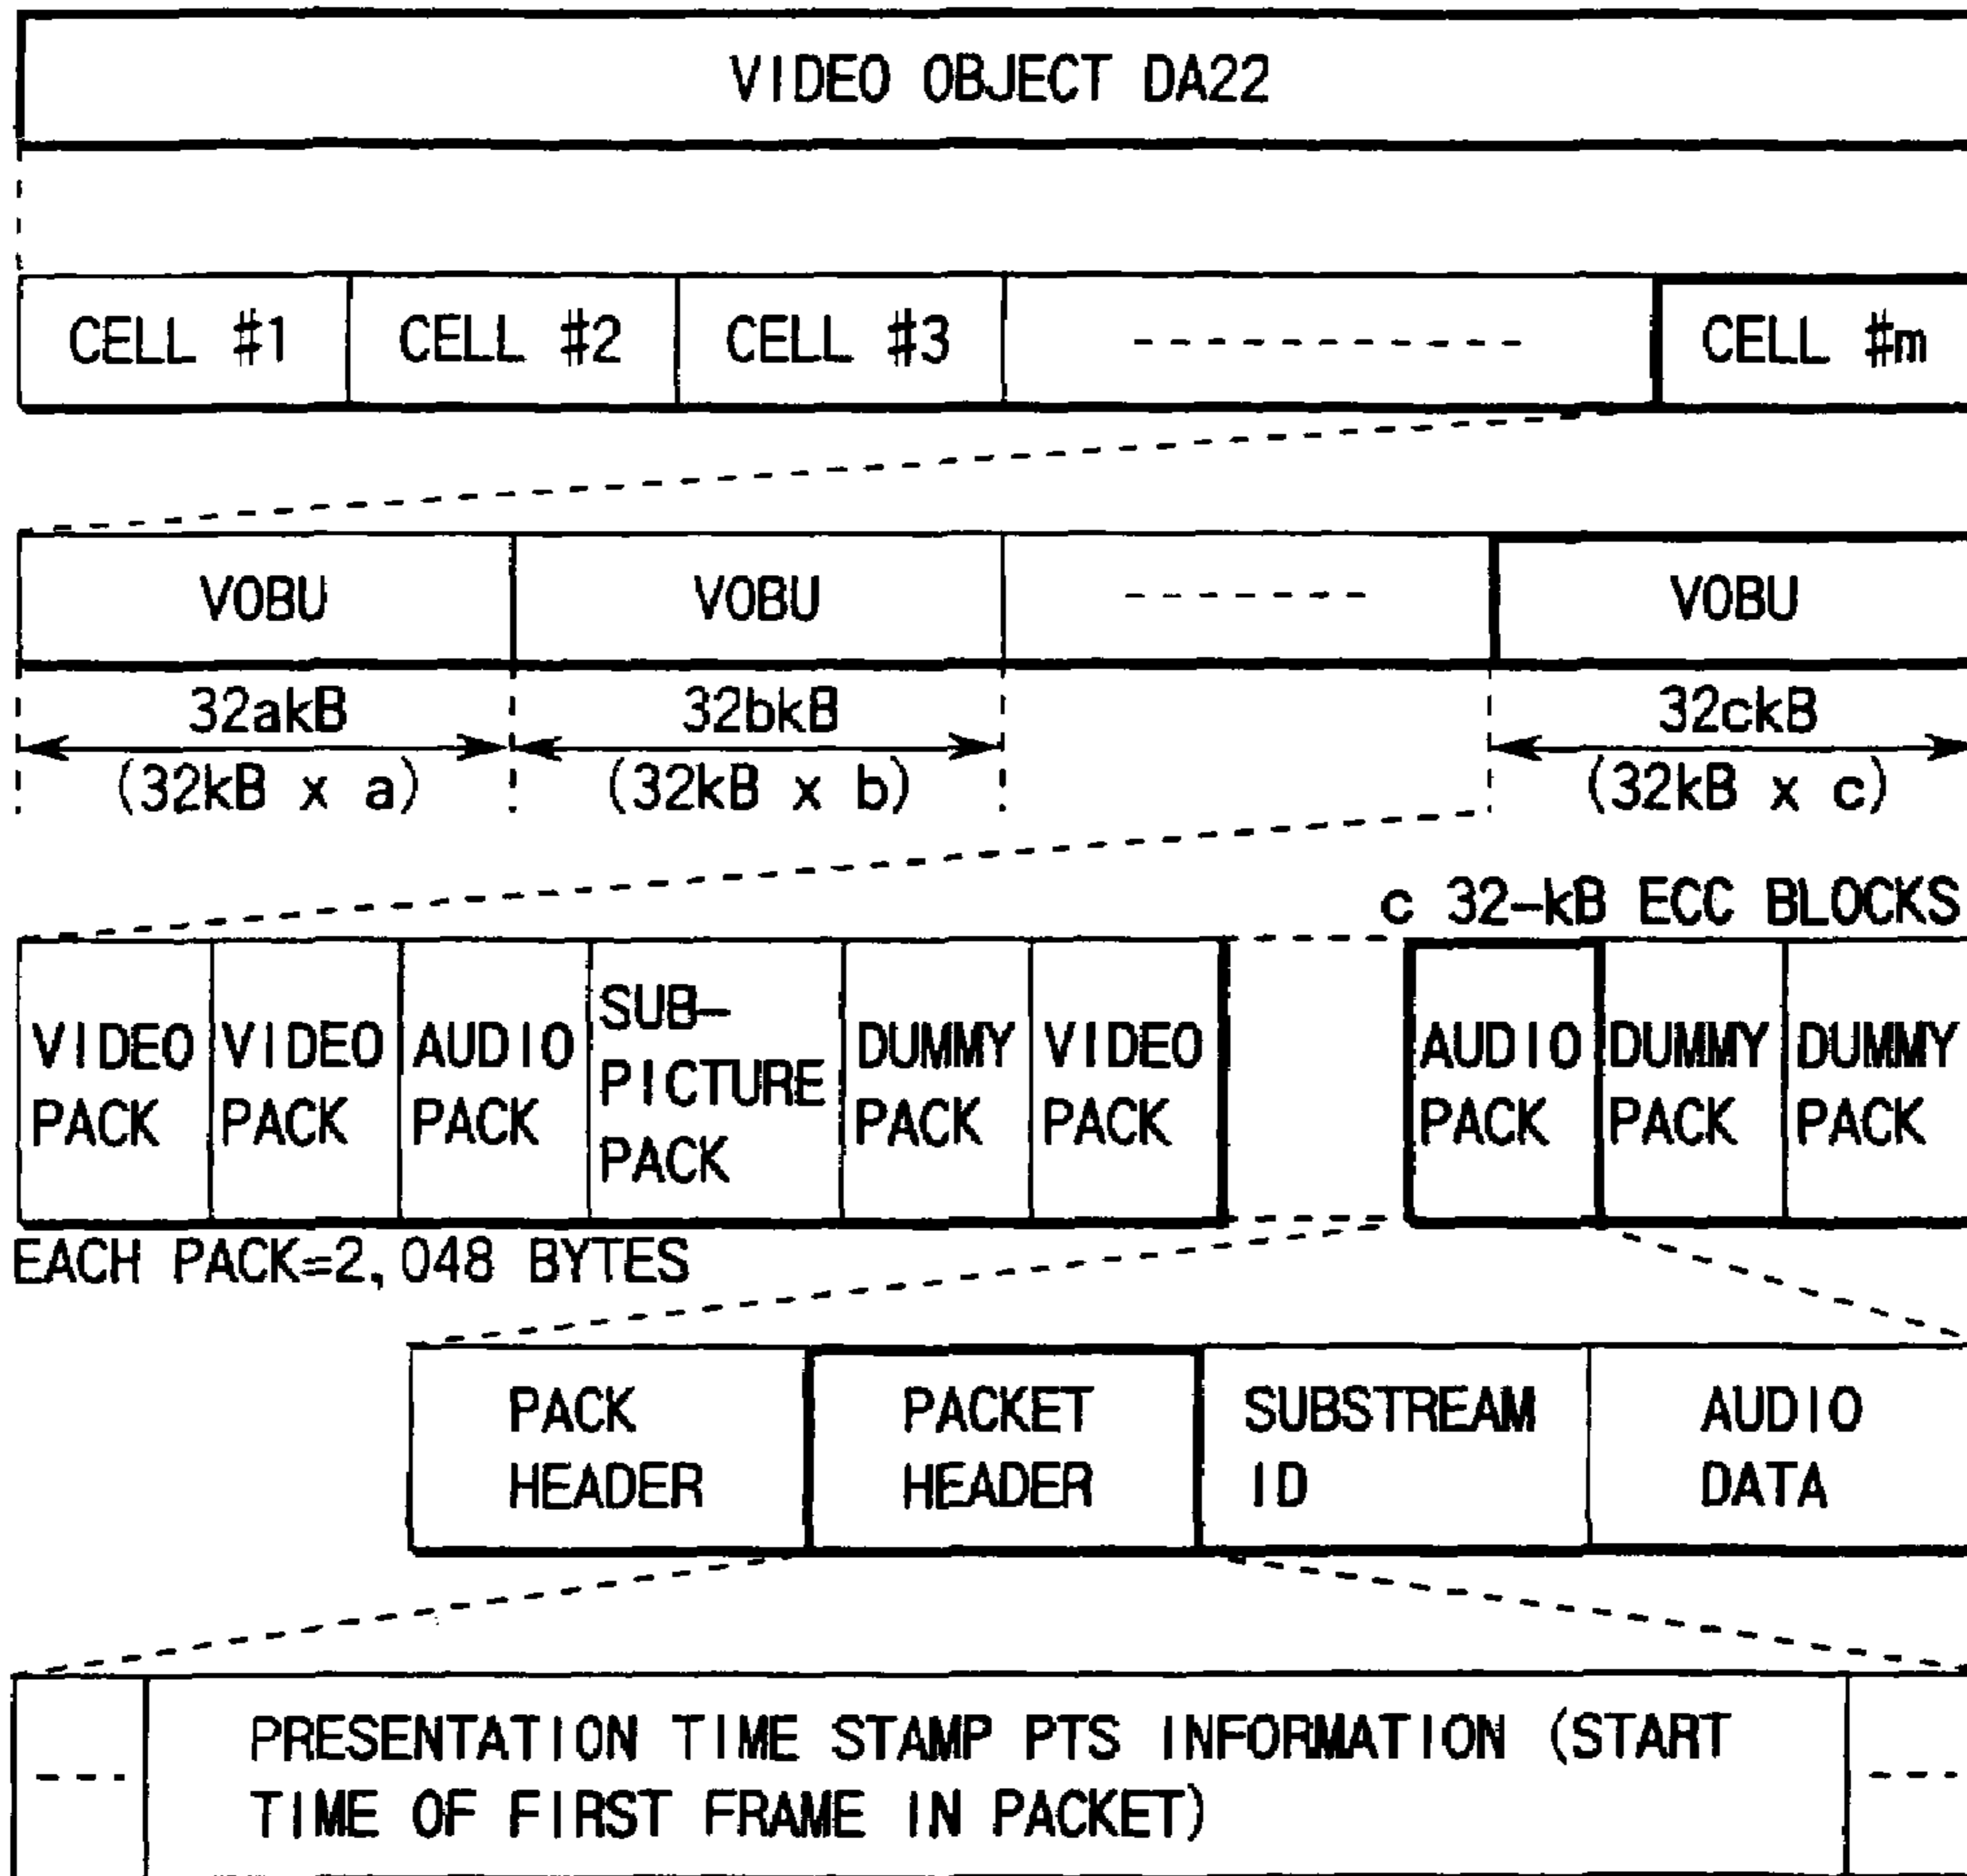 VIDEO OBJECT DA22
CELL #1 CELL #2 CELL #3 CELL #m
VOBU VOBU VOBU
32akB 32bkB 32ckB
(32kB x a) (32kB x b) (32kB x c)
c 32-kB ECC BLOCKS
VIDEO PACK
VIDEO PACK
AUDIO PACK
SUB-
PICTURE
PACK
DUMMY PACK
VIDEO PACK
AUDIO PACK
DUMMY PACK
DUMMY PACK
EACH PACK=2,048 BYTES
PACK
HEADER
PACKET
HEADER
SUBSTREAM
ID
AUDIO
DATA
PRESENTATION TIME STAMP PTS INFORMATION (START
TIME OF FIRST FRAME IN PACKET)